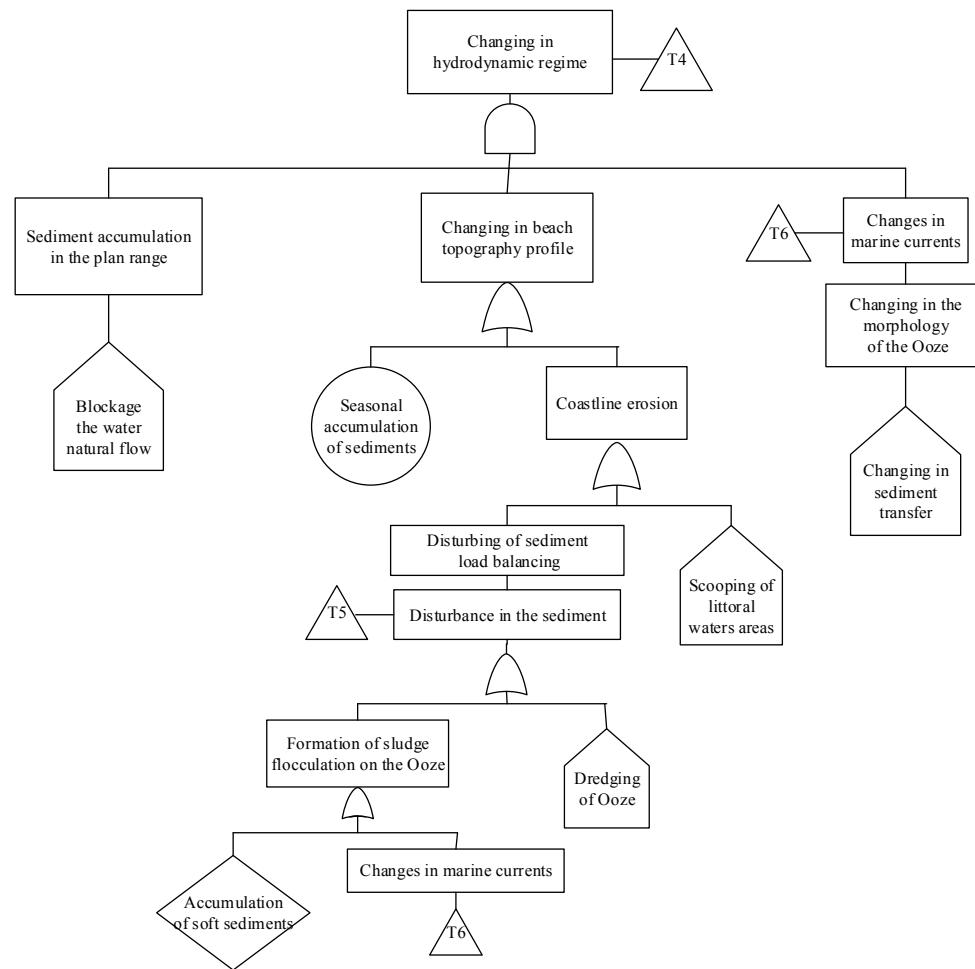 Changing in
hydrodynamic regime
T4
Sediment accumulation
in the plan range
Changing in beach
topography profile
T6
Changes in
marine currents
Changing in the
morphology
of the Ooze
Blockage
the water
natural flow
Seasonal
accumulation
of sediments
Coastline erosion
Changing in
sediment
transfer
Disturbing of sediment
load balancing
Scooping of
littoral
waters areas
T5
Disturbance in the sediment
Formation of sludge
flocculation on the Ooze
Dredging
of Ooze
Changes in marine currents
Accumulation
of soft sediments
T6